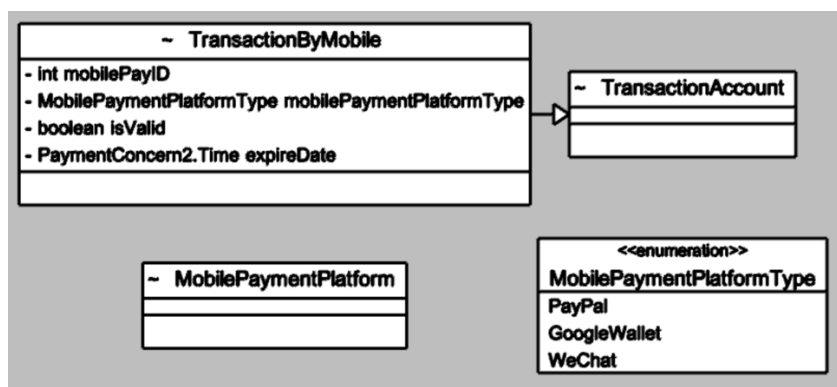 ~ TransactionByMobile
- int mobilePayID
- MobilePaymentPlatformType mobilePaymentPlatformType
- boolean isValid
- PaymentConcern2.Time expireDate
~ TransactionAccount
~ MobilePaymentPlatform
<<enumeration>>
MobilePaymentPlatformType
PayPal
GoogleWallet
WeChat